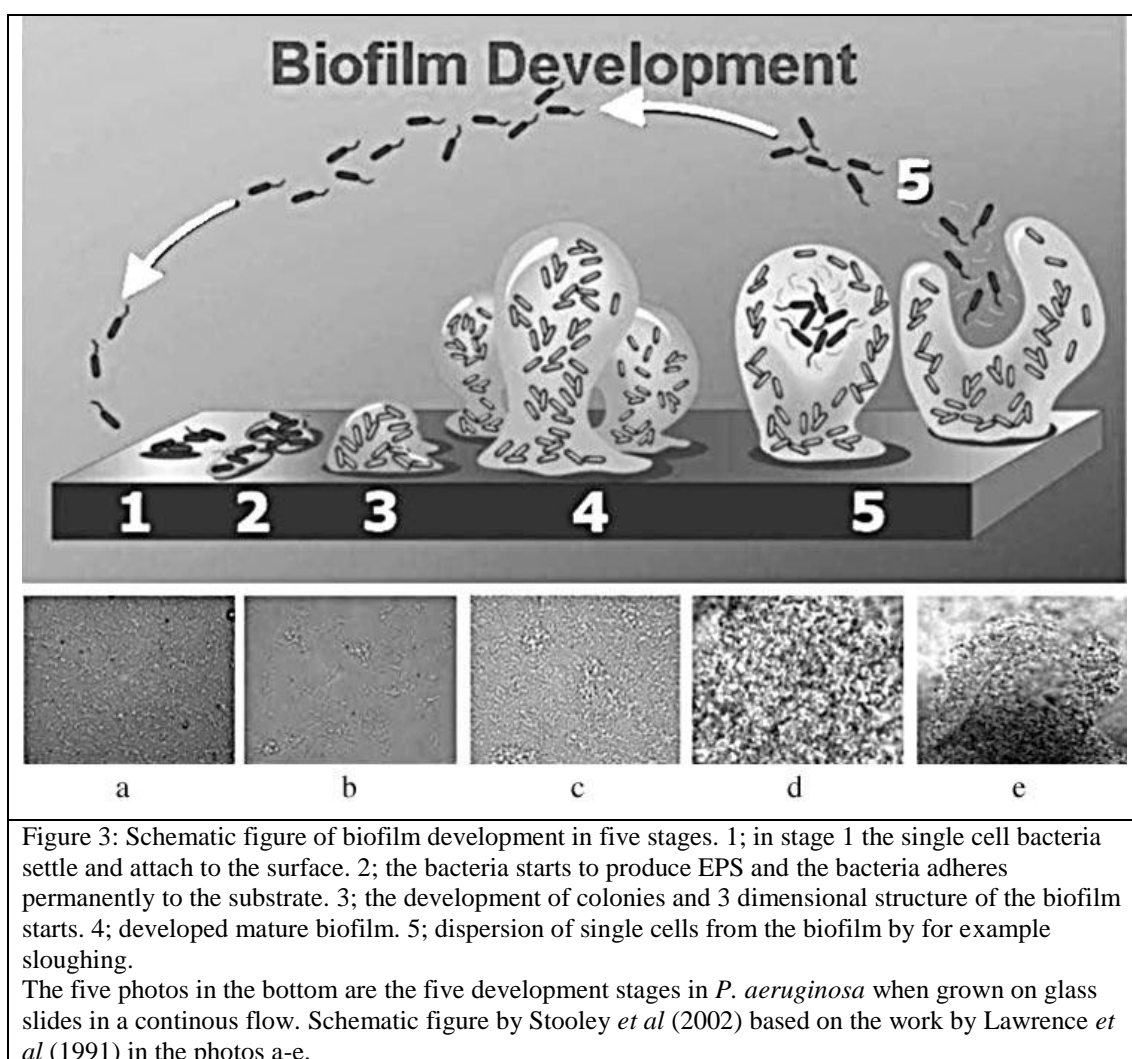 Biofilm Development
5
1 2 3 4 5
a b c d e
Figure 3: Schematic figure of biofilm development in five stages. 1; in stage 1 the single cell bacteria
settle and attach to the surface. 2; the bacteria starts to produce EPS and the bacteria adheres
permanently to the substrate. 3; the development of colonies and 3 dimensional structure of the biofilm
starts. 4; developed mature biofilm. 5; dispersion of single cells from the biofilm by for example
sloughing.
The five photos in the bottom are the five development stages in P. aeruginosa when grown on glass
slides in a continous flow. Schematic figure by Stooley et al (2002) based on the work by Lawrence et
al (1991) in the photos a-e.